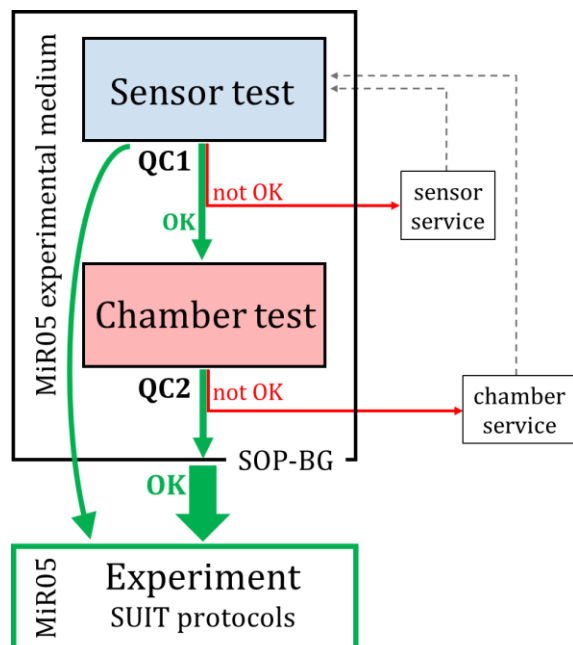 MiR05 experimental medium
Sensor test
QC1
not OK
OK
sensor
service
Chamber test
QC2
not OK
chamber
service
SOP-BG
OK
MiR05
Experiment
SUIT protocols